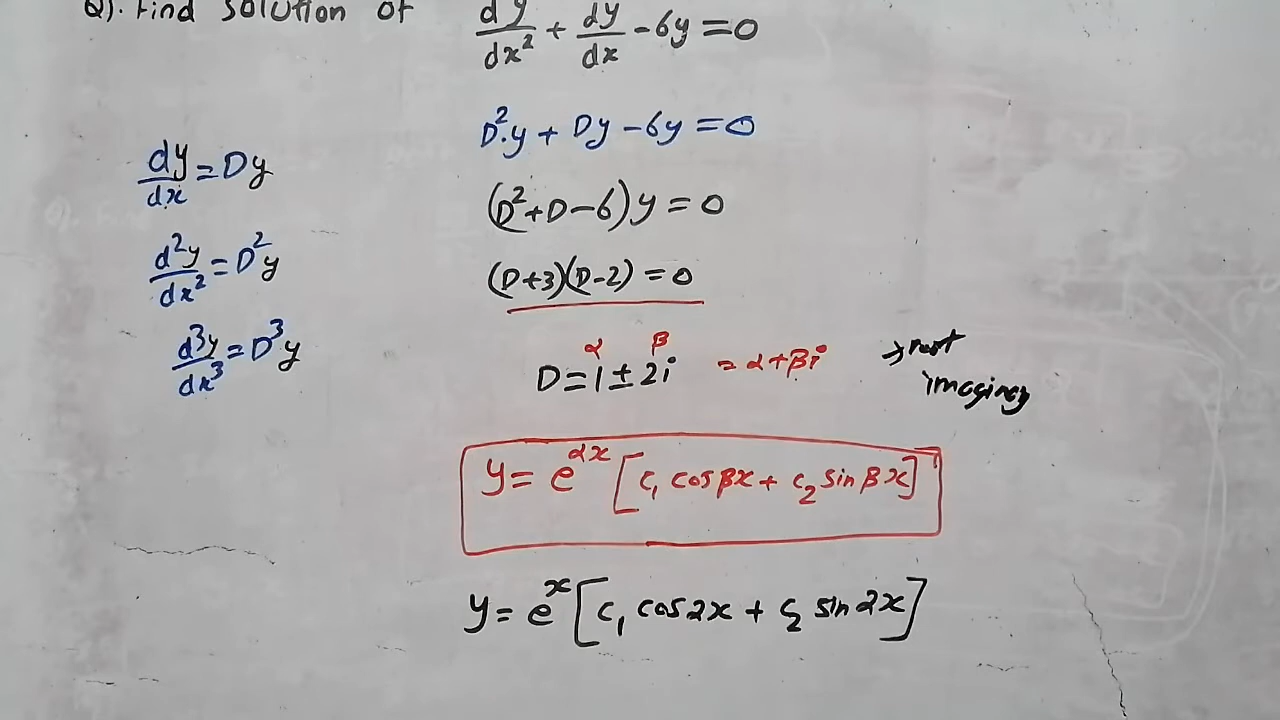 Q). Find solution of d²y/dx² + dy/dx - 6y = 0
D².y + Dy - 6y = 0
dy/dx = Dy
(D² + D - 6) y = 0
d²y/dx² = D²y
(D+3)(D-2) = 0
d³y/dx³ = D³y
α β
D = 1 ± 2i = α + βi → root imaginary
y = e^αx [c₁ cos βx + c₂ sin βx]
y = e^x [c₁ cos 2x + c₂ sin 2x]